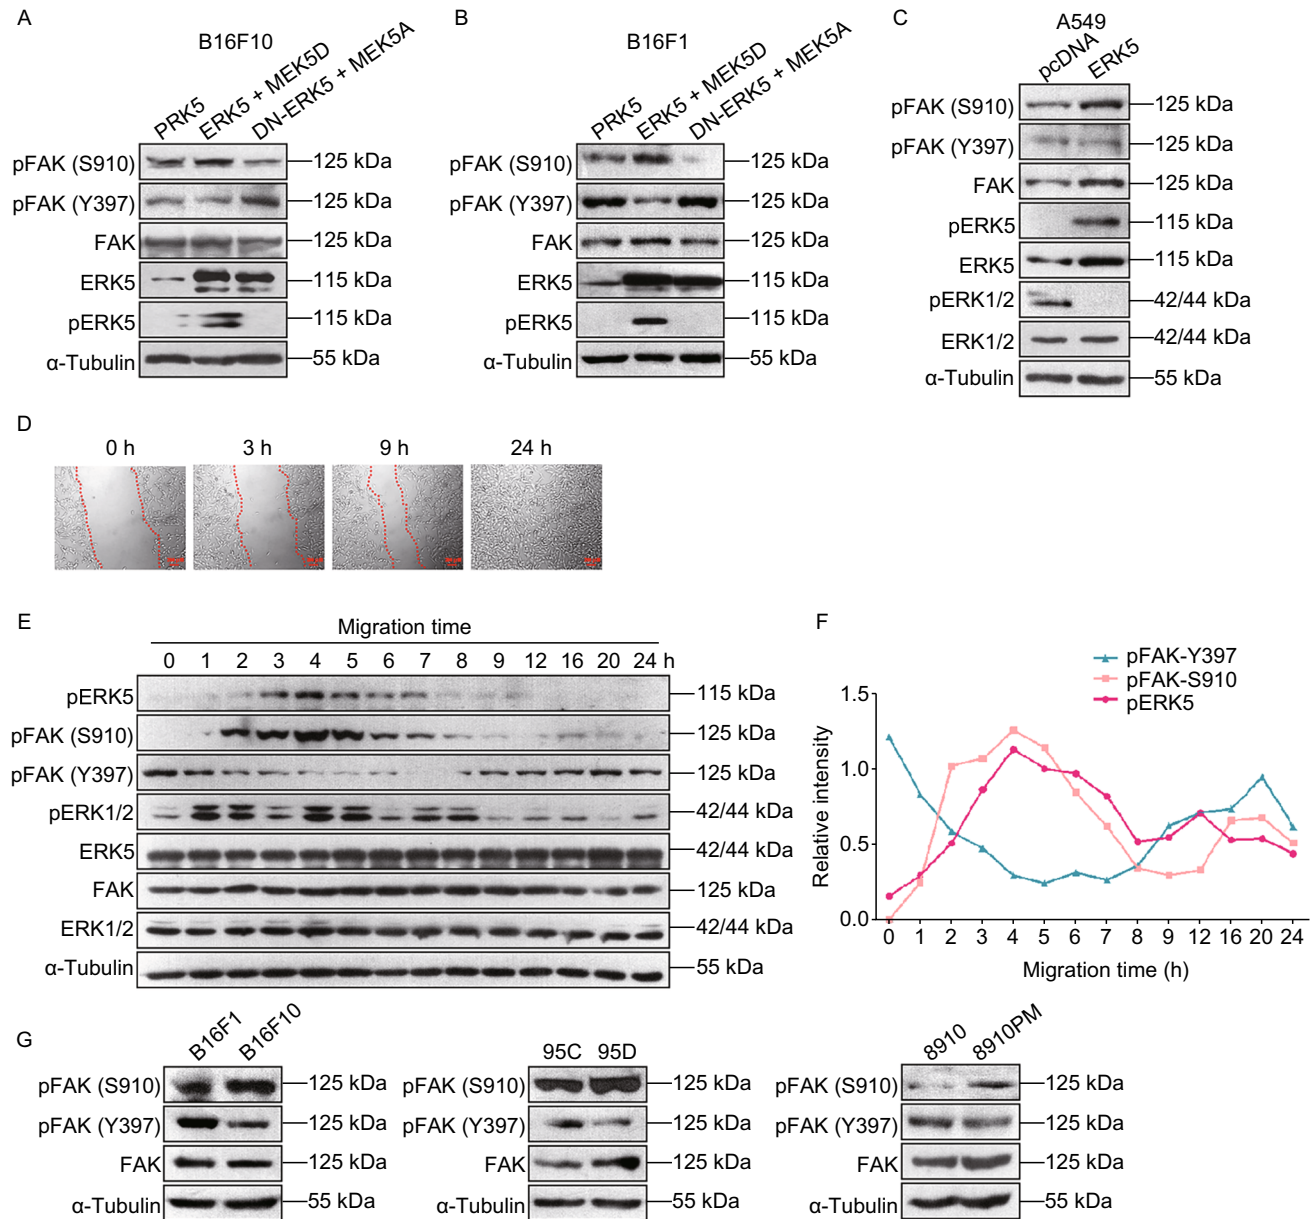 A
B16F10
PRK5
ERK5 + MEK5D
DN-ERK5 + MEK5A
pFAK (S910) 125 kDa
pFAK (Y397) 125 kDa
FAK 125 kDa
ERK5 115 kDa
pERK5 115 kDa
α-Tubulin 55 kDa
B
B16F1
PRK5
ERK5 + MEK5D
DN-ERK5 + MEK5A
pFAK (S910) 125 kDa
pFAK (Y397) 125 kDa
FAK 125 kDa
ERK5 115 kDa
pERK5 115 kDa
α-Tubulin 55 kDa
C
A549
pcDNA
ERK5
pFAK (S910) 125 kDa
pFAK (Y397) 125 kDa
FAK 125 kDa
pERK5 115 kDa
ERK5 115 kDa
pERK1/2 42/44 kDa
ERK1/2 42/44 kDa
α-Tubulin 55 kDa
D
0 h 3 h 9 h 24 h
E
Migration time
0 1 2 3 4 5 6 7 8 9 12 16 20 24 h
pERK5 115 kDa
pFAK (S910) 125 kDa
pFAK (Y397) 125 kDa
pERK1/2 42/44 kDa
ERK5 42/44 kDa
FAK 125 kDa
ERK1/2 42/44 kDa
α-Tubulin 55 kDa
F
pFAK-Y397
pFAK-S910
pERK5
Relative intensity
1.5
1.0
0.5
0.0
0 1 2 3 4 5 6 7 8 9 12 16 20 24
Migration time (h)
G
B16F1 B16F10
pFAK (S910) 125 kDa
pFAK (Y397) 125 kDa
FAK 125 kDa
α-Tubulin 55 kDa
95C 95D
pFAK (S910) 125 kDa
pFAK (Y397) 125 kDa
FAK 125 kDa
α-Tubulin 55 kDa
8910 8910PM
pFAK (S910) 125 kDa
pFAK (Y397) 125 kDa
FAK 125 kDa
α-Tubulin 55 kDa